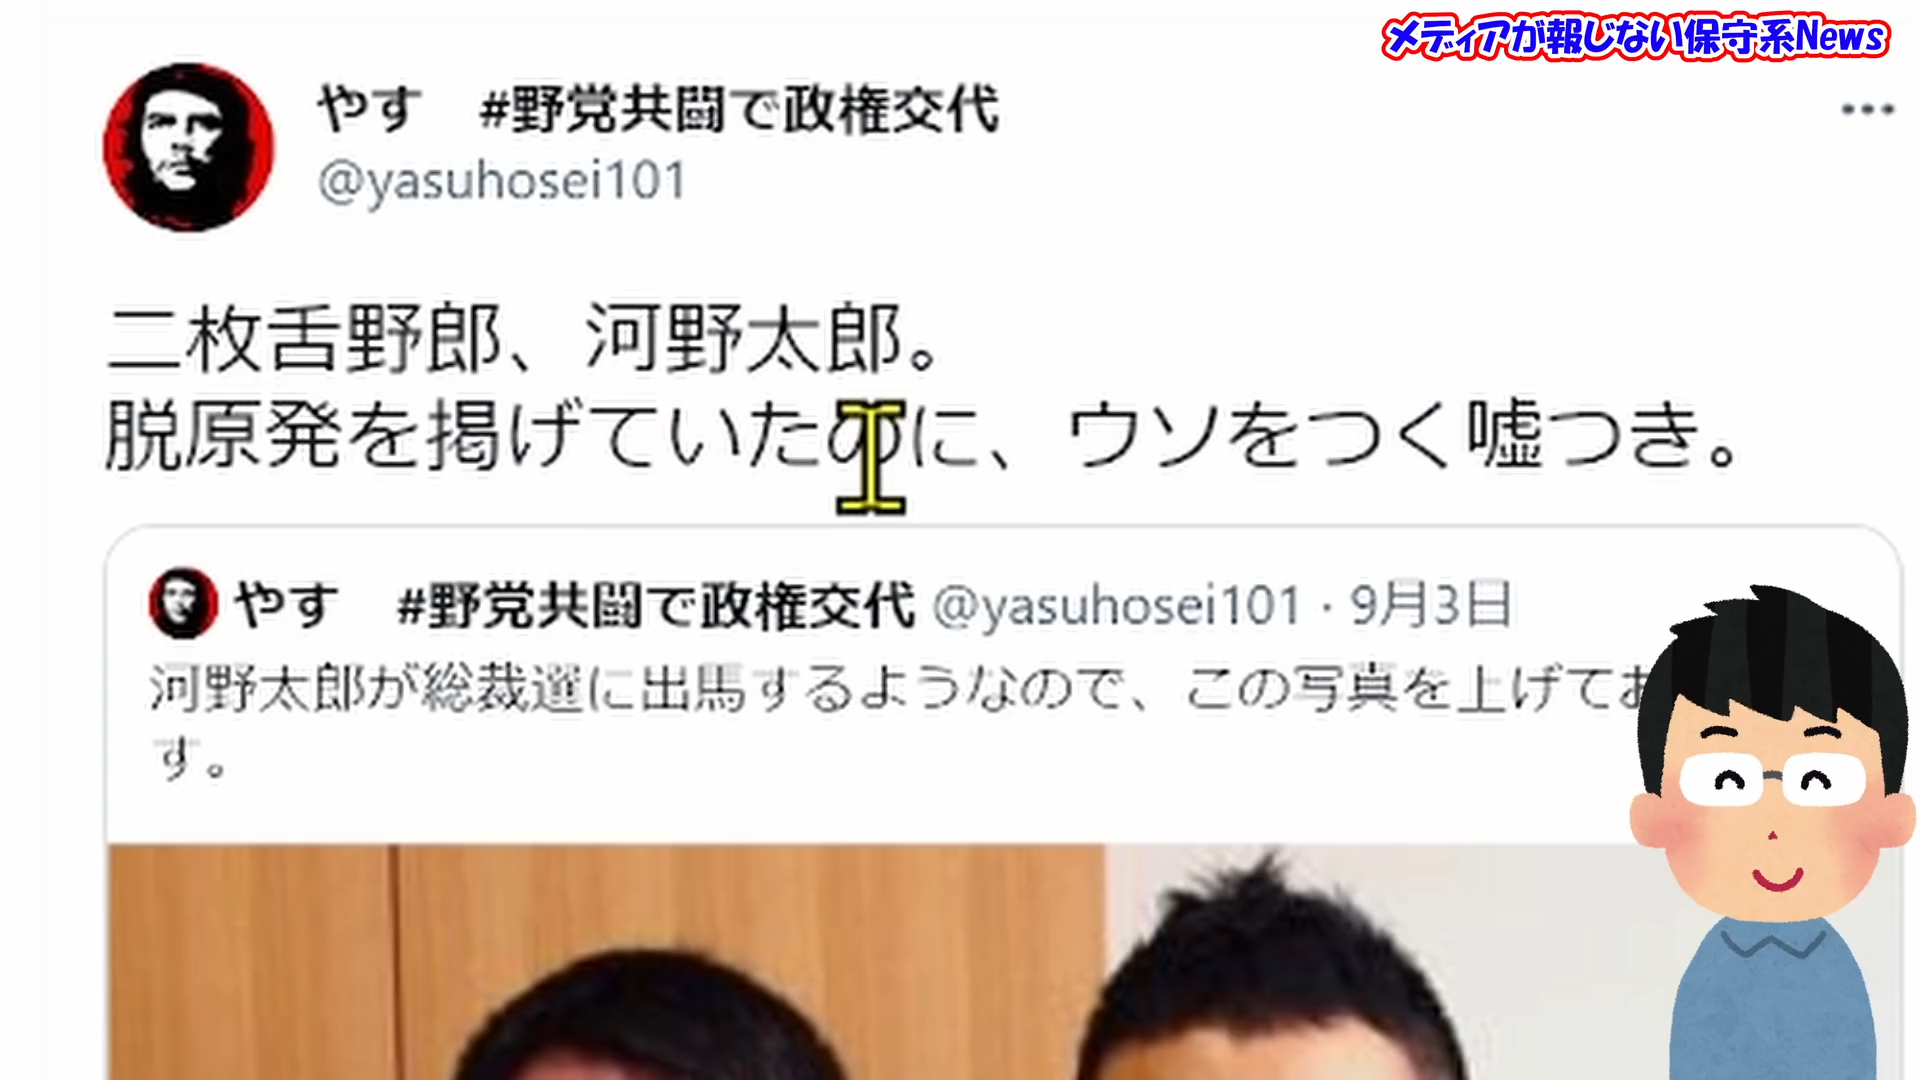 メディアが報じない保守系News
やす　#野党共闘で政権交代
@yasuhosei101
二枚舌野郎、河野太郎。
脱原発を掲げていたのに、ウソをつく嘘つき。
やす　#野党共闘で政権交代 @yasuhosei101 · 9月3日
河野太郎が総裁選に出馬するようなので、この写真を上げてお
す。